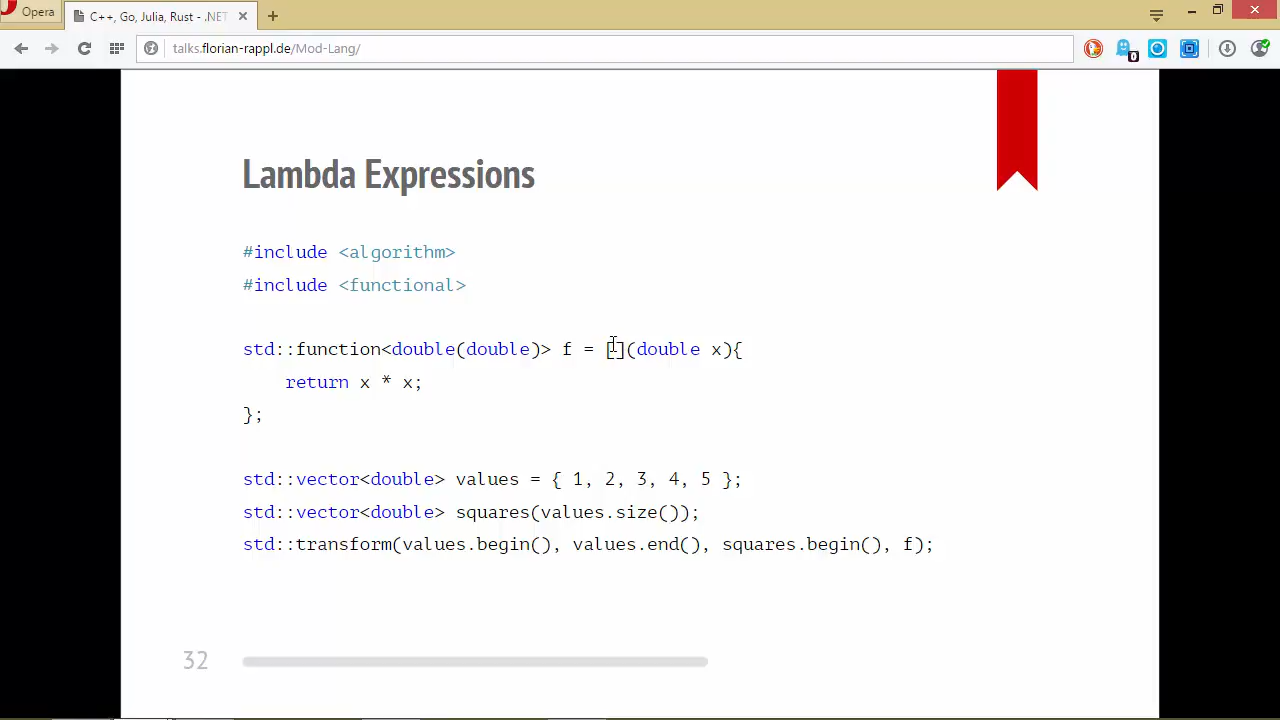 Opera
C++, Go, Julia, Rust - .NET
talks.florian-rappl.de/Mod-Lang/
0
Lambda Expressions
#include <algorithm>
#include <functional>
std::function<double(double)> f = [](double x){
    return x * x;
};
std::vector<double> values = { 1, 2, 3, 4, 5 };
std::vector<double> squares(values.size());
std::transform(values.begin(), values.end(), squares.begin(), f);
32